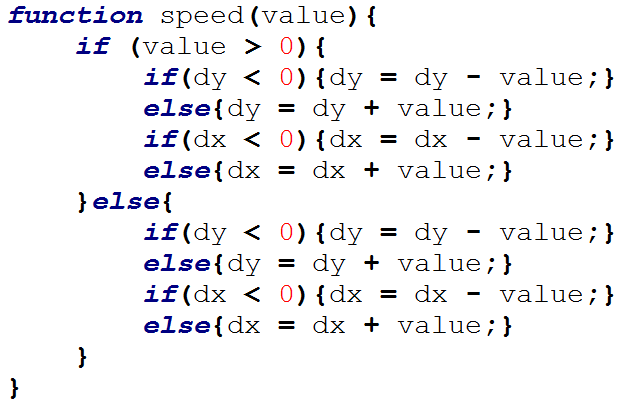 function speed(value){
    if (value > 0){
        if(dy < 0){dy = dy - value;}
        else{dy = dy + value;}
        if(dx < 0){dx = dx - value;}
        else{dx = dx + value;}
    }else{
        if(dy < 0){dy = dy - value;}
        else{dy = dy + value;}
        if(dx < 0){dx = dx - value;}
        else{dx = dx + value;}
    }
}